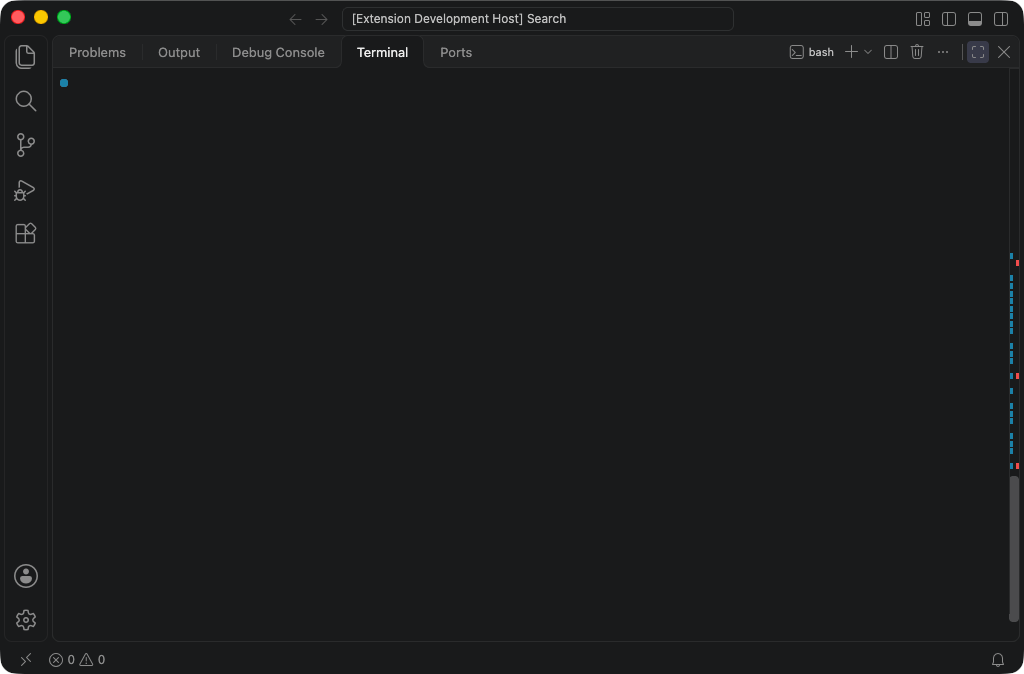 [Extension Development Host] Search
Problems Output Debug Console Terminal Ports bash
0 0